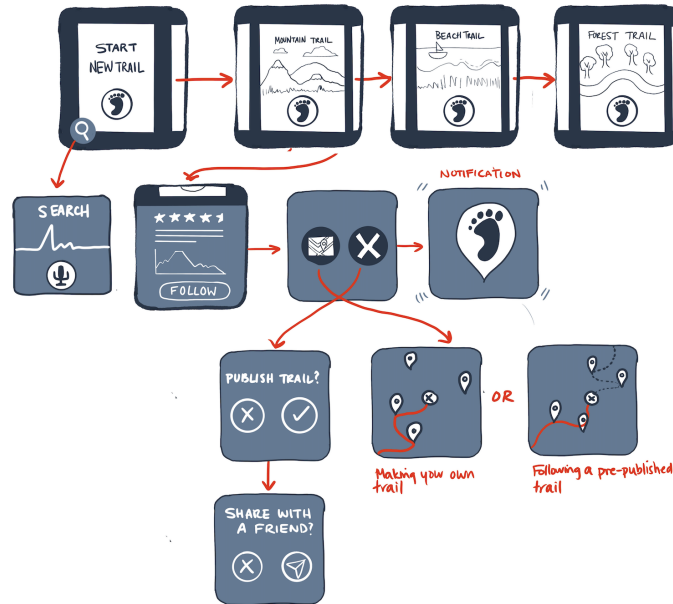 START
NEW TRAIL
MOUNTAIN TRAIL
BEACH TRAIL
FOREST TRAIL
SEARCH
FOLLOW
NOTIFICATION
PUBLISH TRAIL?
OR
Making your own
trail
Following a pre-published
trail
SHARE WITH
A FRIEND?